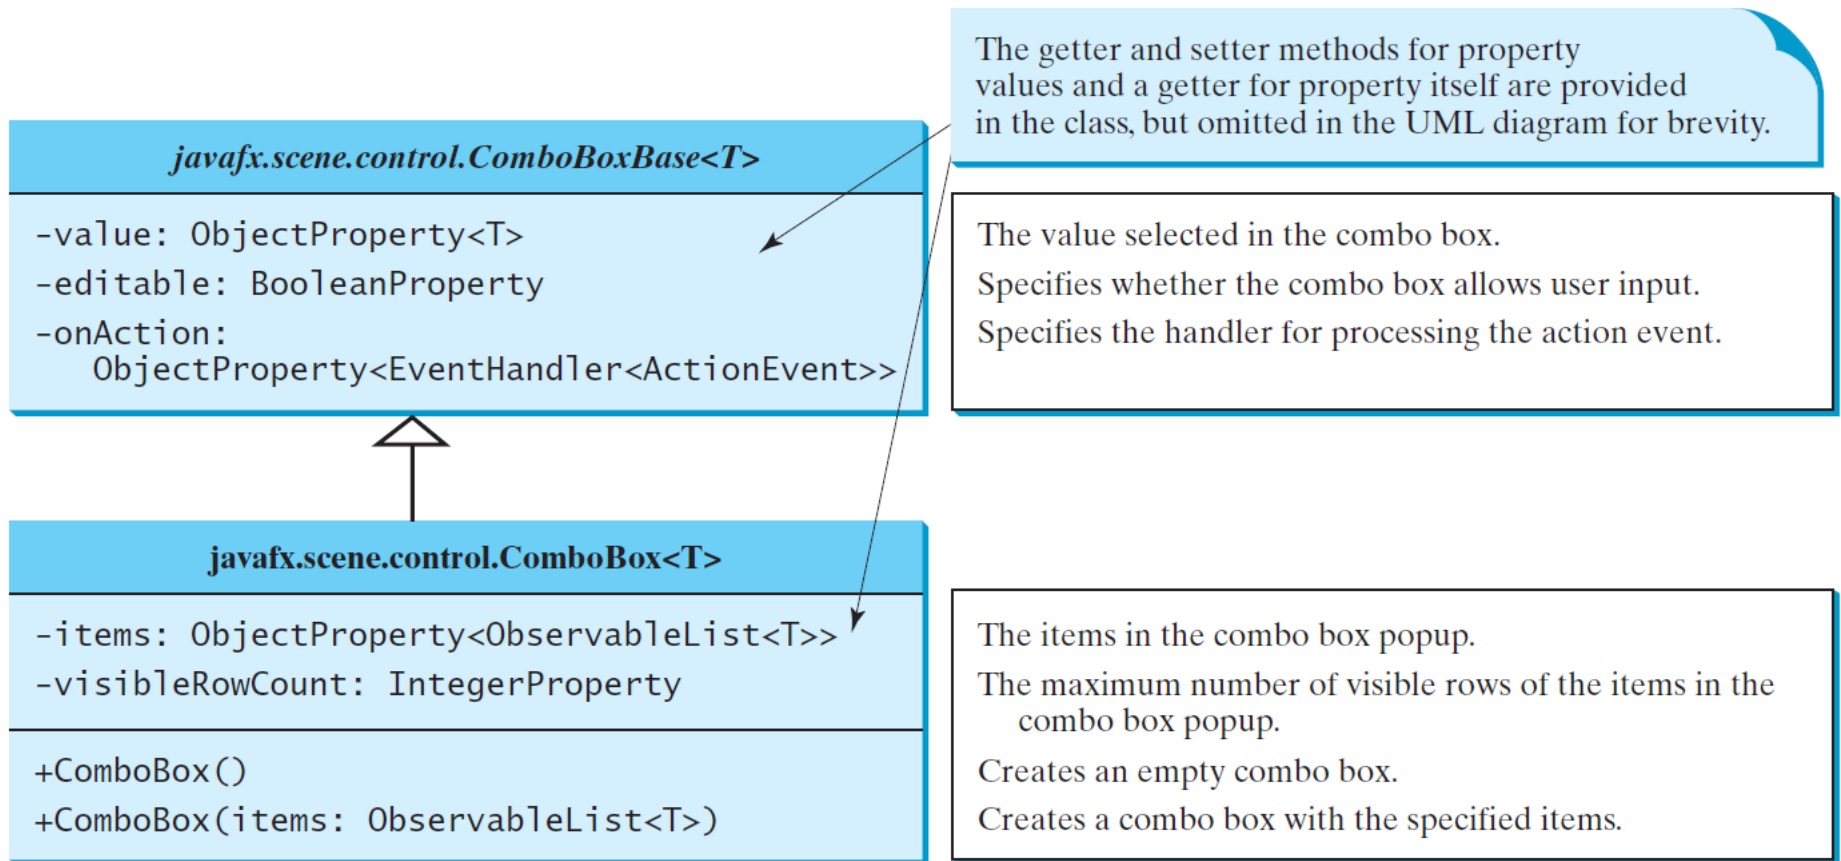 The getter and setter methods for property
values and a getter for property itself are provided
in the class, but omitted in the UML diagram for brevity.
javafx.scene.control.ComboBoxBase<T>
-value: ObjectProperty<T>
-editable: BooleanProperty
-onAction:
ObjectProperty<EventHandler<ActionEvent>>
The value selected in the combo box.
Specifies whether the combo box allows user input.
Specifies the handler for processing the action event.
javafx.scene.control.ComboBox<T>
-items: ObjectProperty<ObservableList<T>>
-visibleRowCount: IntegerProperty
+ComboBox()
+ComboBox(items: ObservableList<T>)
The items in the combo box popup.
The maximum number of visible rows of the items in the
combo box popup.
Creates an empty combo box.
Creates a combo box with the specified items.